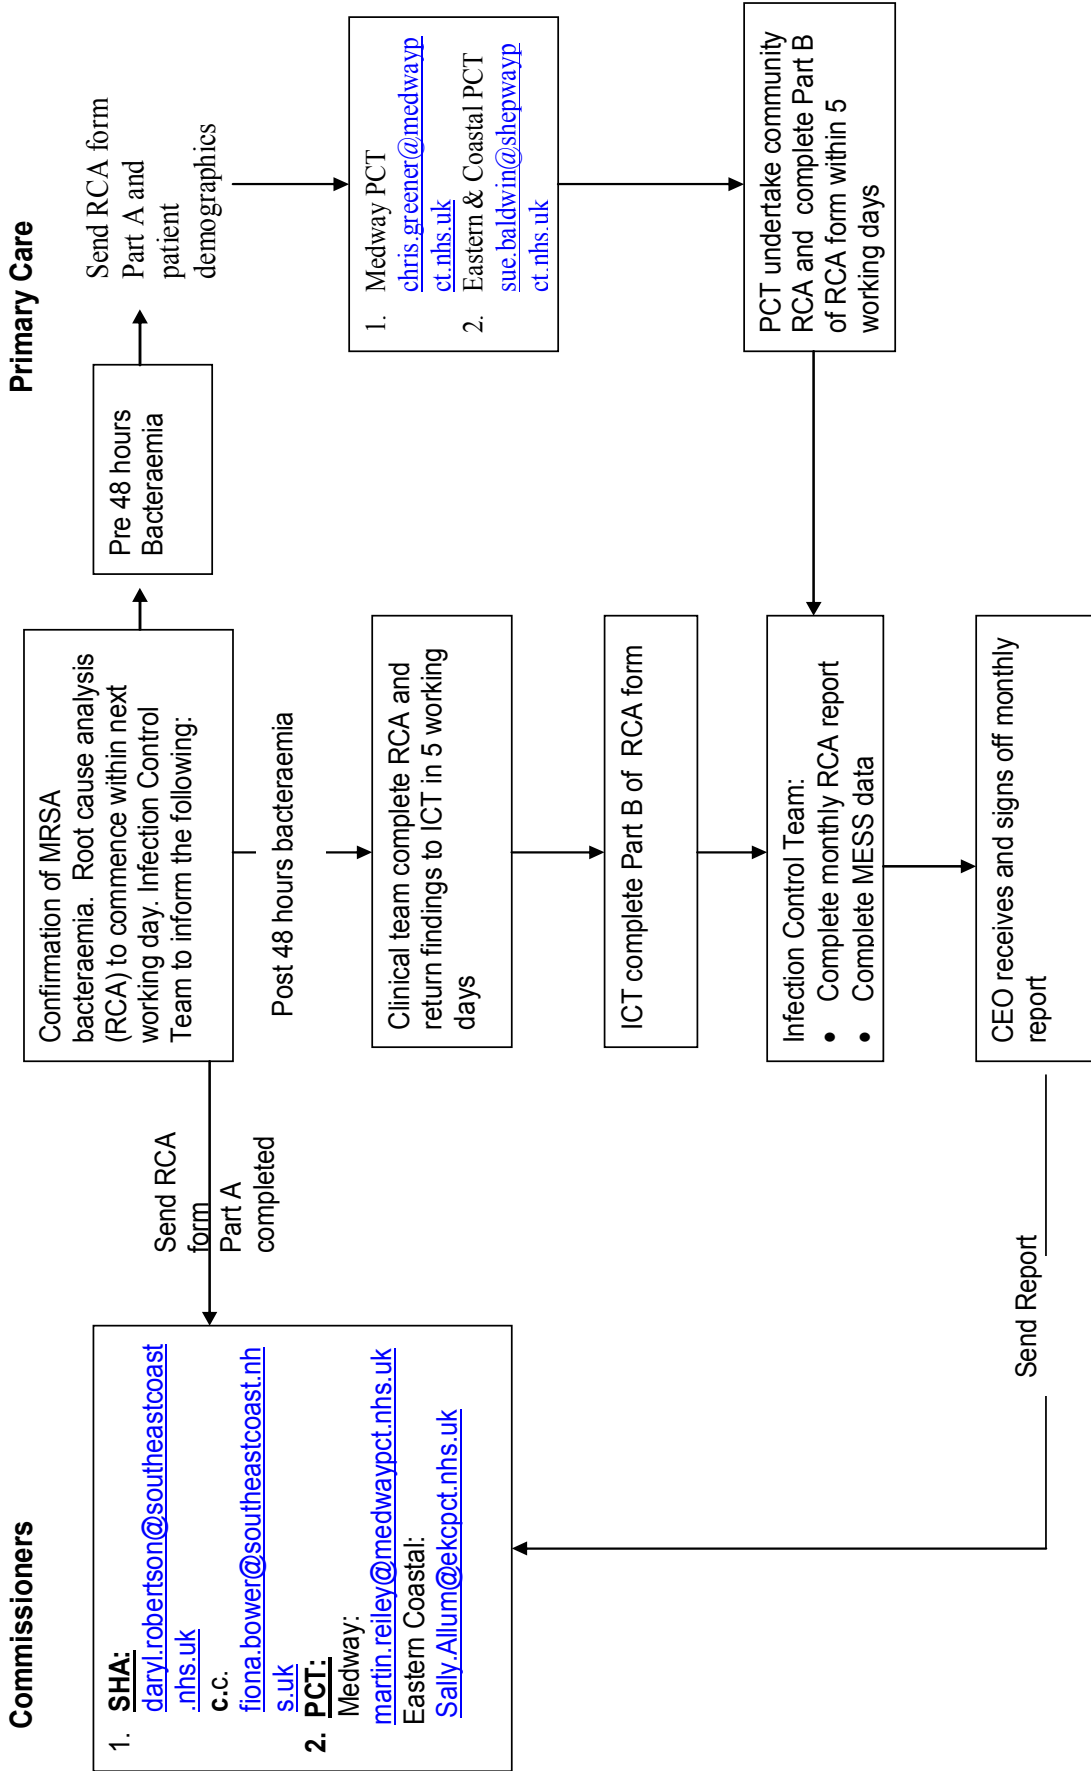 Commissioners
Primary Care
1. SHA:
daryl.robertson@southeastcoast
.nhs.uk
c.c.
fiona.bower@southeastcoast.nh
s.uk
2. PCT:
Medway:
martin.reiley@medwaypct.nhs.uk
Eastern Coastal:
Sally.Allum@ekcpct.nhs.uk
Send RCA
form
Part A
completed
Confirmation of MRSA
bacteraemia. Root cause analysis
(RCA) to commence within next
working day. Infection Control
Team to inform the following:
Pre 48 hours
Bacteraemia
Send RCA form
Part A and
patient
demographics
1. Medway PCT
chris.greener@medwayp
ct.nhs.uk
2. Eastern & Coastal PCT
sue.baldwin@shepwayp
ct.nhs.uk
PCT undertake community
RCA and complete Part B
of RCA form within 5
working days
Post 48 hours bacteraemia
Clinical team complete RCA and
return findings to ICT in 5 working
days
ICT complete Part B of RCA form
Infection Control Team:
• Complete monthly RCA report
• Complete MESS data
CEO receives and signs off monthly
report
Send Report